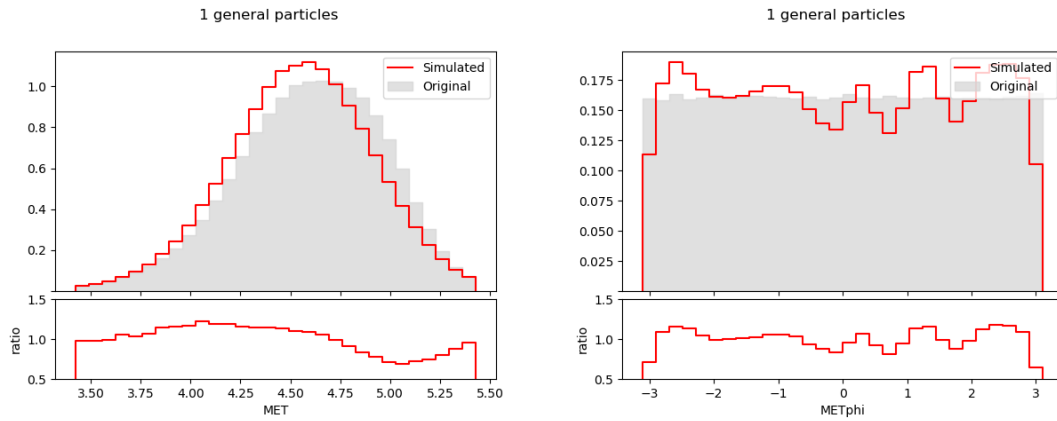 1 general particles
Simulated
Original
1.0
0.8
0.6
0.4
0.2
1.5
1.0
0.5
ratio
3.50 3.75 4.00 4.25 4.50 4.75 5.00 5.25 5.50
MET
1 general particles
Simulated
Original
0.175
0.150
0.125
0.100
0.075
0.050
0.025
1.5
1.0
0.5
ratio
−3 −2 −1 0 1 2 3
METphi